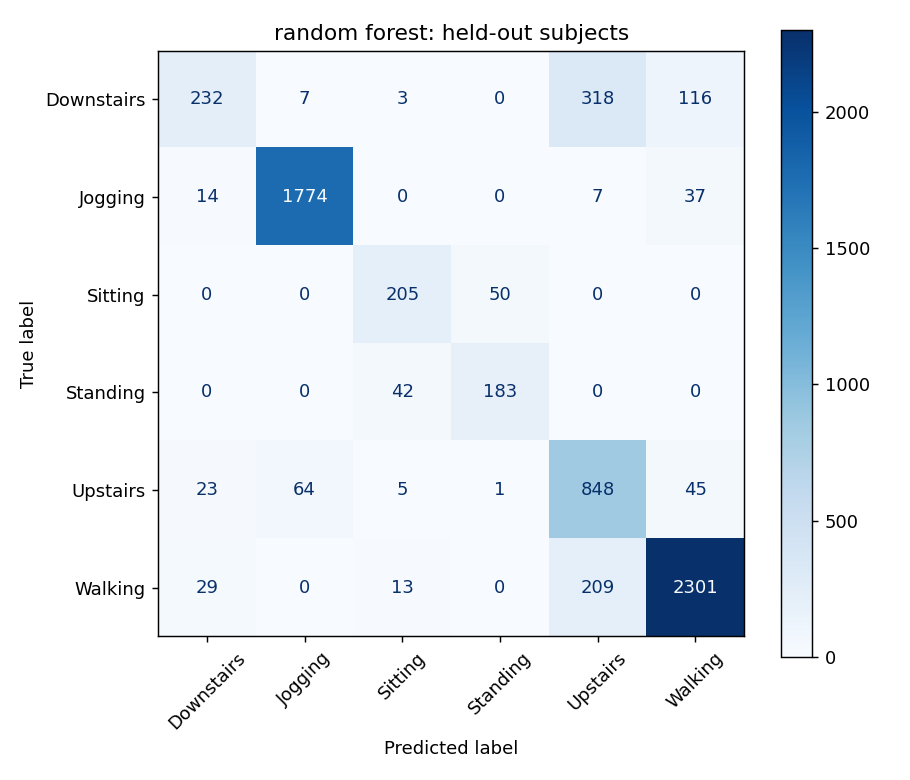 random forest: held-out subjects
Downstairs 232 7 3 0 318 116
Jogging 14 1774 0 0 7 37
Sitting 0 0 205 50 0 0
Standing 0 0 42 183 0 0
Upstairs 23 64 5 1 848 45
Walking 29 0 13 0 209 2301
Downstairs Jogging Sitting Standing Upstairs Walking
Predicted label
True label
2000
1500
1000
500
0